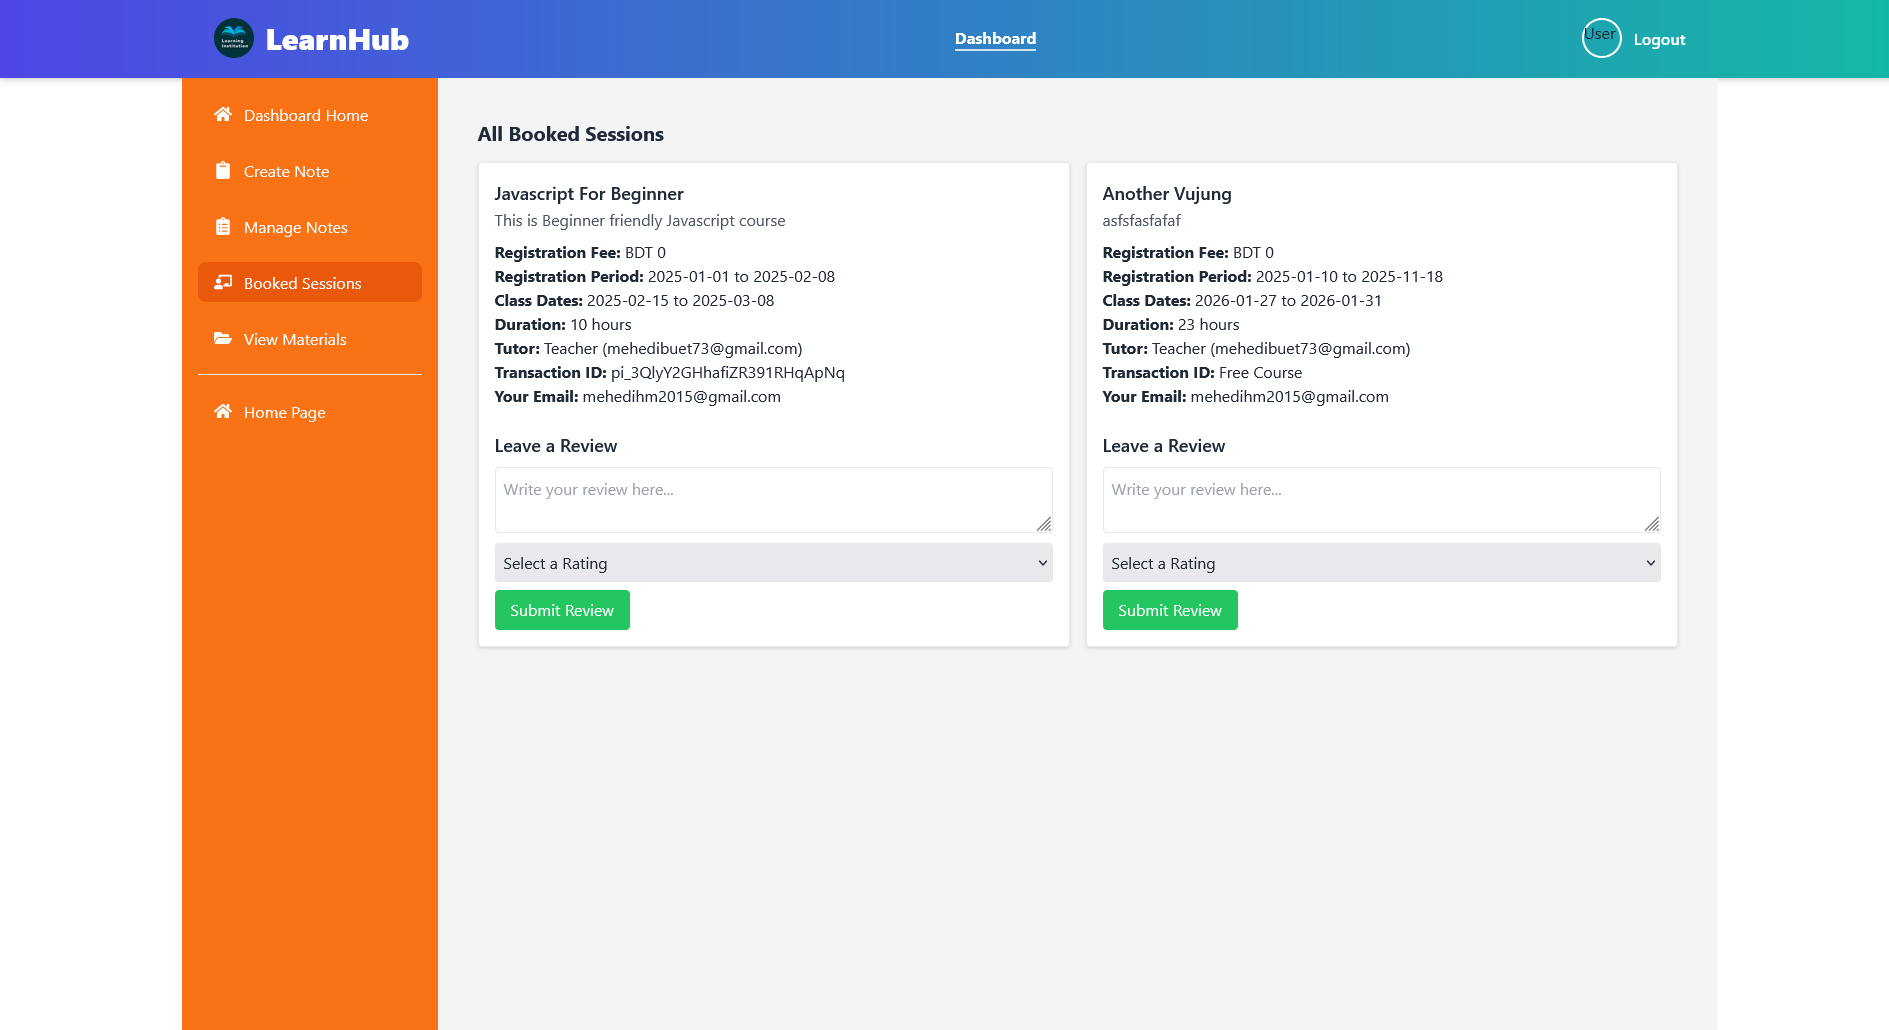 Learning
Institution
LearnHub
Dashboard
User
Logout
Dashboard Home
Create Note
Manage Notes
Booked Sessions
View Materials
Home Page
All Booked Sessions
Javascript For Beginner
This is Beginner friendly Javascript course
Registration Fee: BDT 0
Registration Period: 2025-01-01 to 2025-02-08
Class Dates: 2025-02-15 to 2025-03-08
Duration: 10 hours
Tutor: Teacher (mehedibuet73@gmail.com)
Transaction ID: pi_3QlyY2GHhafiZR391RHqApNq
Your Email: mehedihm2015@gmail.com
Leave a Review
Write your review here...
Select a Rating
Submit Review
Another Vujung
asfsfasfafaf
Registration Fee: BDT 0
Registration Period: 2025-01-10 to 2025-11-18
Class Dates: 2026-01-27 to 2026-01-31
Duration: 23 hours
Tutor: Teacher (mehedibuet73@gmail.com)
Transaction ID: Free Course
Your Email: mehedihm2015@gmail.com
Leave a Review
Write your review here...
Select a Rating
Submit Review